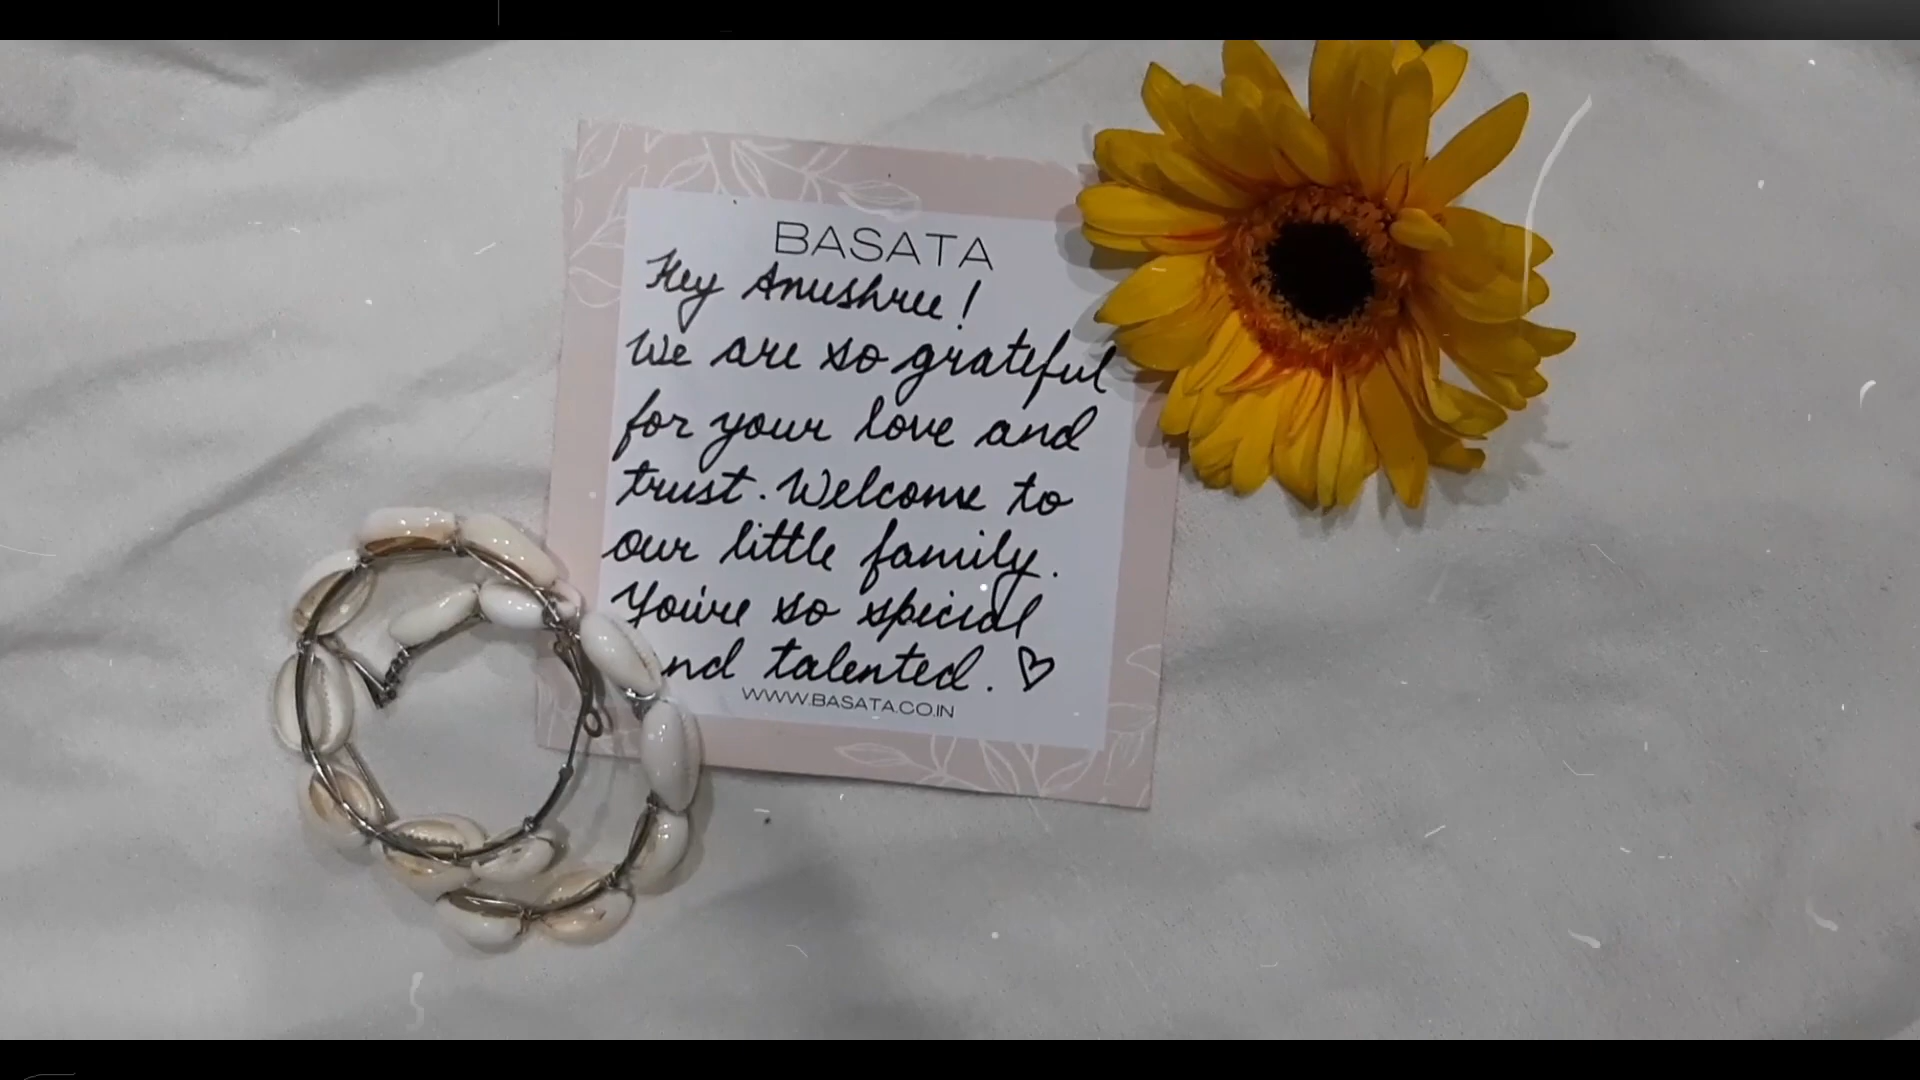 BASATA
Hey Anushree!
We are so grateful
for your love and
trust. Welcome to
our little family.
You're so special
and talented. ♡
WWW.BASATA.CO.IN